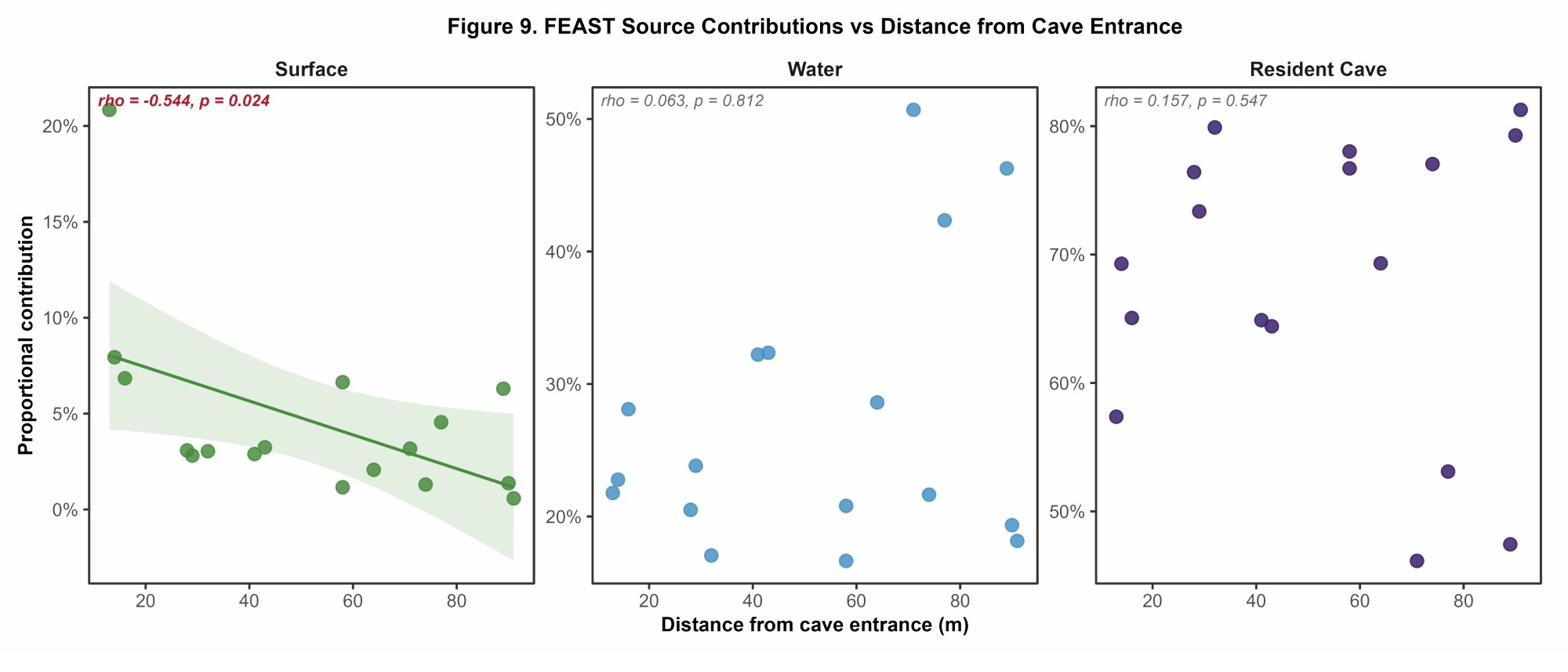 Figure 9. FEAST Source Contributions vs Distance from Cave Entrance
Surface
Water
Resident Cave
rho = -0.544, p = 0.024
rho = 0.063, p = 0.812
rho = 0.157, p = 0.547
Proportional contribution
20%
15%
10%
5%
0%
50%
40%
30%
20%
80%
70%
60%
50%
20 40 60 80
20 40 60 80
20 40 60 80
Distance from cave entrance (m)